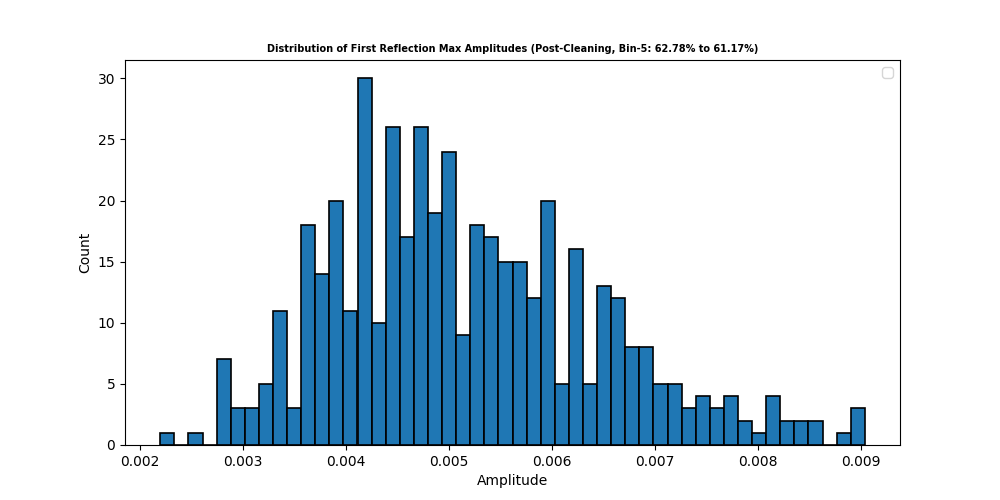 Distribution of First Reflection Max Amplitudes (Post-Cleaning, Bin-5: 62.78% to 61.17%)
30
25
20
15
10
5
0
Count
0.002 0.003 0.004 0.005 0.006 0.007 0.008 0.009
Amplitude